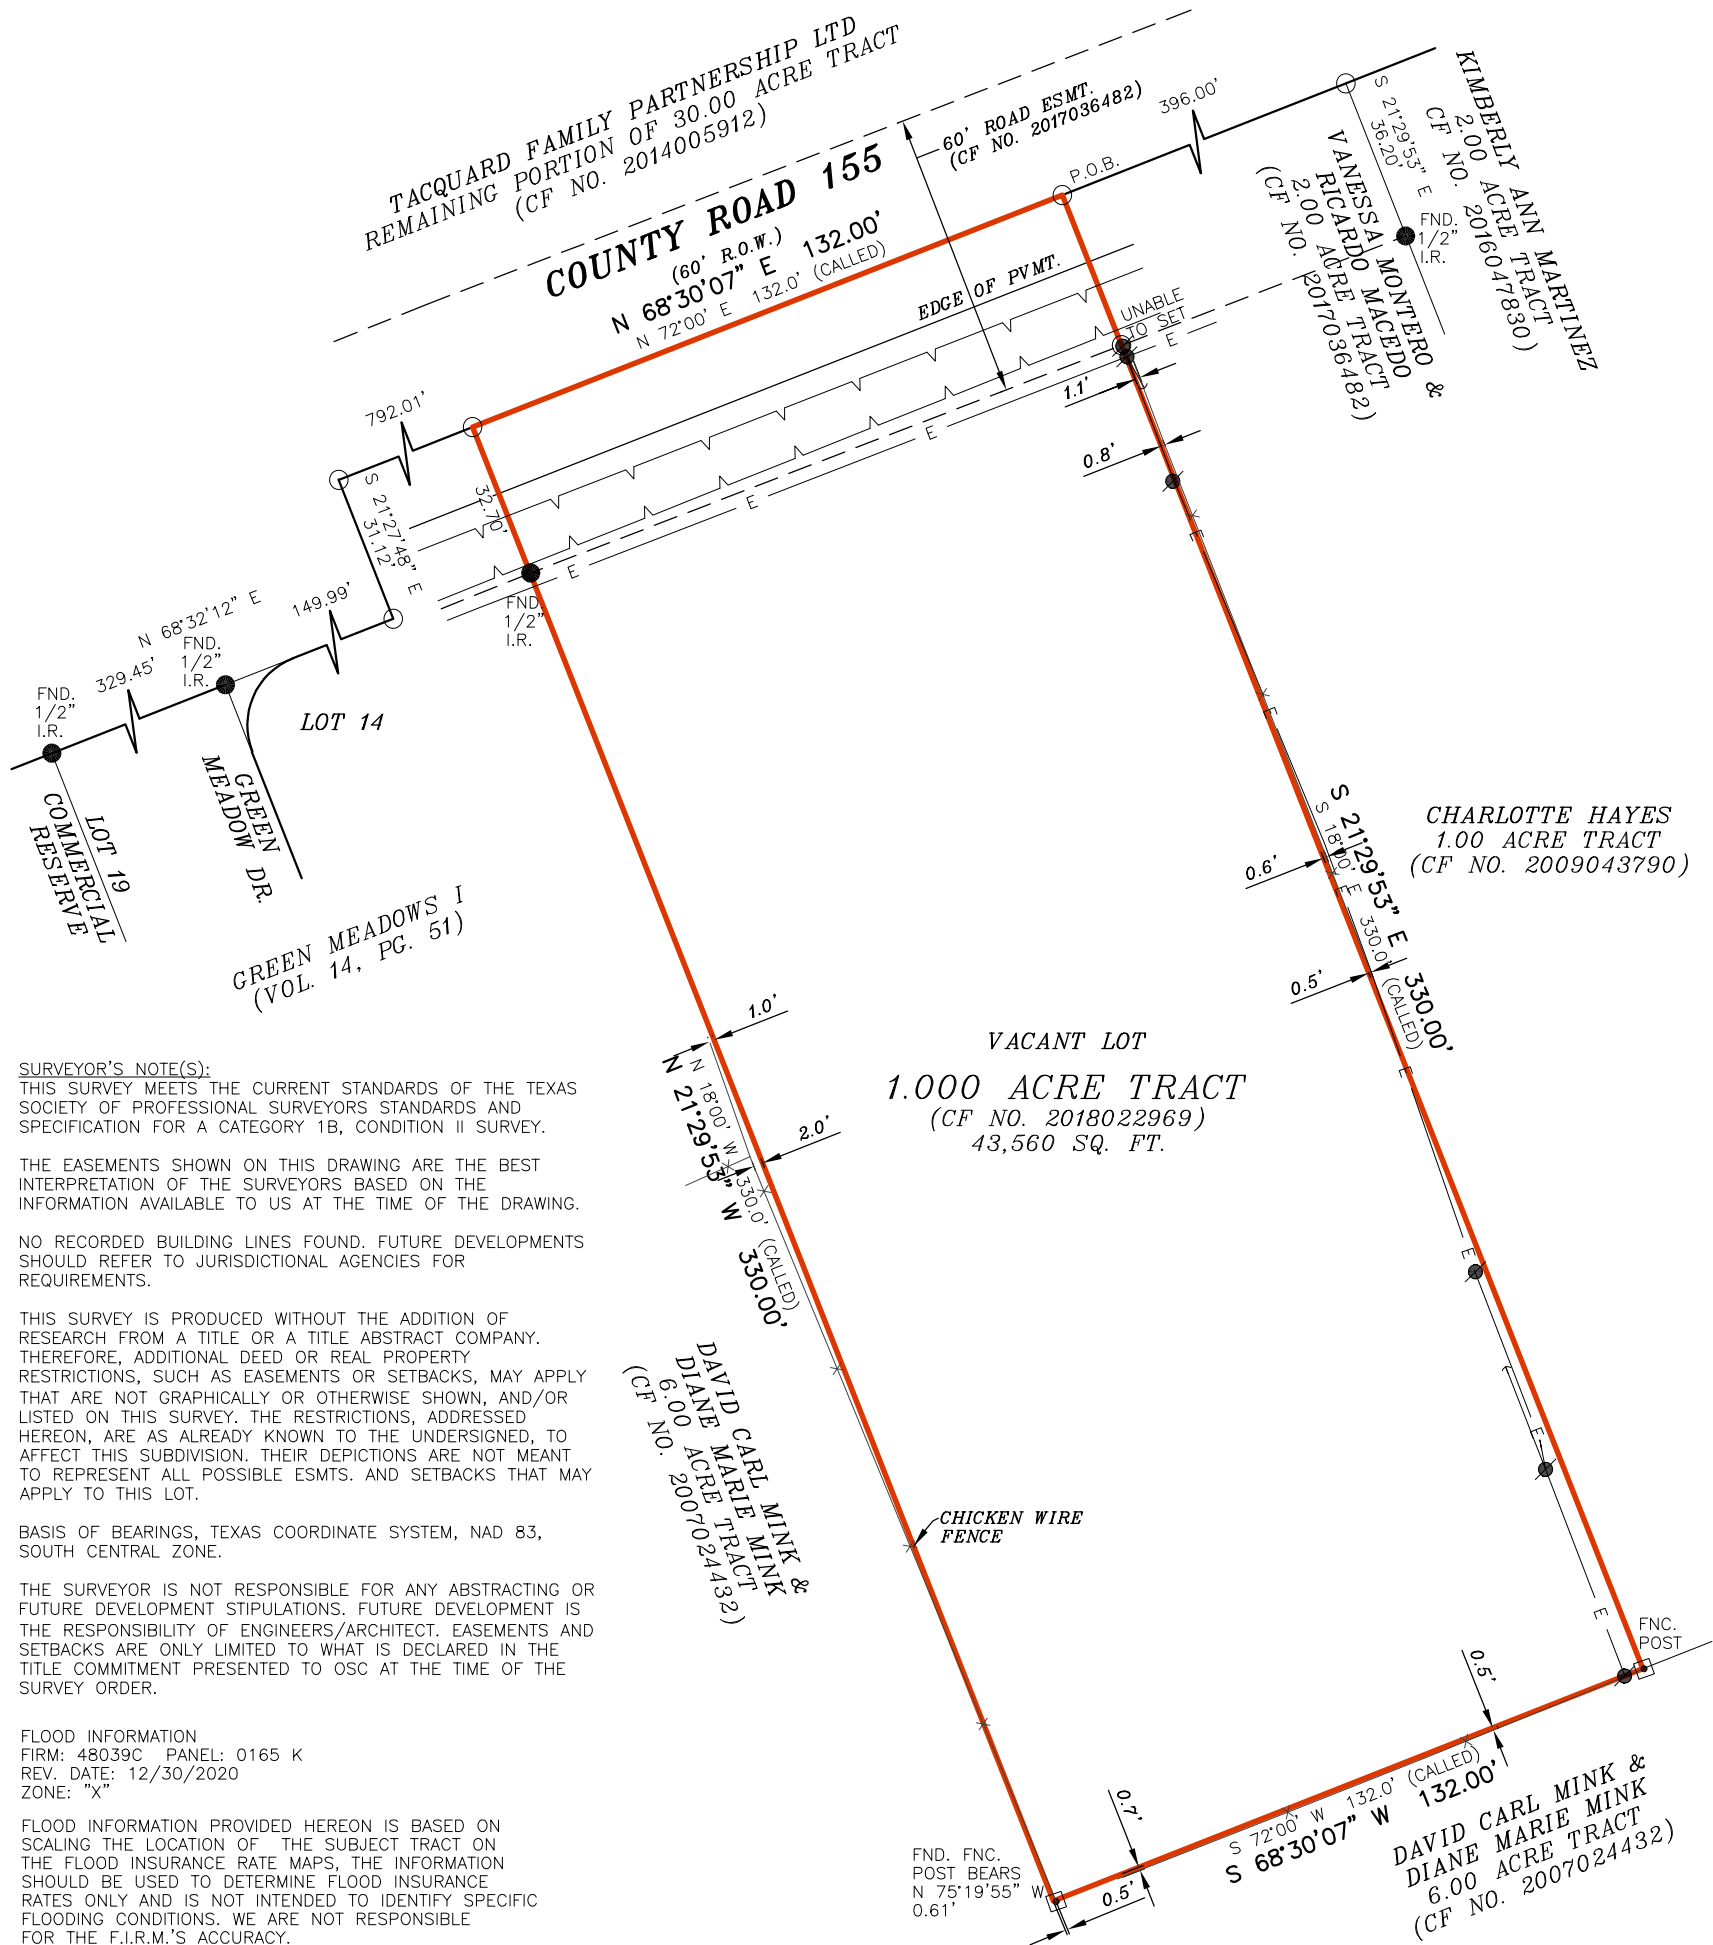 TACQUARD FAMILY PARTNERSHIP LTD
REMAINING PORTION OF 30.00 ACRE TRACT
(CF NO. 2014005912)
COUNTY ROAD 155
(60' R.O.W.)
N 68°30'07" E 132.00'
N 72°00' E 132.0' (CALLED)
60' ROAD ESMT.
(CF NO. 2017036482)
396.00'
P.O.B.
S 21°29'53" E
36.20'
KIMBERLY ANN MARTINEZ
2.00 ACRE TRACT
CF NO. 2016047830)
FND.
1/2"
I.R.
VANESSA MONTERO &
RICARDO MACEDO
2.00 ACRE TRACT
(CF NO. 2017036482)
EDGE OF PVMT.
UNABLE
TO SET
E
1.1'
E
0.8'
E
E
E
792.01'
S 21°27'48" E
31.12'
32.70'
FND.
1/2"
I.R.
N 68°32'12" E
149.99'
329.45'
FND.
1/2"
I.R.
FND.
1/2"
I.R.
LOT 14
GREEN
MEADOW DR.
LOT 19
COMMERCIAL
RESERVE
GREEN MEADOWS I
(VOL. 14, PG. 51)
E
S 21°29'53" E 330.00'
S 18°00' E 330.0' (CALLED)
CHARLOTTE HAYES
1.00 ACRE TRACT
(CF NO. 2009043790)
0.6'
E
0.5'
E
1.0'
VACANT LOT
1.000 ACRE TRACT
(CF NO. 2018022969)
43,560 SQ. FT.
2.0'
N 18°00' W 330.0' (CALLED)
N 21°29'53" W 330.00'
E
E
E
DAVID CARL MINK &
DIANE MARIE MINK
6.00 ACRE TRACT
(CF NO. 2007024432)
CHICKEN WIRE
FENCE
FNC.
POST
0.5'
0.7'
S 72°00' W 132.0' (CALLED)
S 68°30'07" W 132.00'
DAVID CARL MINK &
DIANE MARIE MINK
6.00 ACRE TRACT
(CF NO. 2007024432)
FND. FNC.
POST BEARS
N 75°19'55" W
0.61'
0.5'
SURVEYOR'S NOTE(S):
THIS SURVEY MEETS THE CURRENT STANDARDS OF THE TEXAS
SOCIETY OF PROFESSIONAL SURVEYORS STANDARDS AND
SPECIFICATION FOR A CATEGORY 1B, CONDITION II SURVEY.
THE EASEMENTS SHOWN ON THIS DRAWING ARE THE BEST
INTERPRETATION OF THE SURVEYORS BASED ON THE
INFORMATION AVAILABLE TO US AT THE TIME OF THE DRAWING.
NO RECORDED BUILDING LINES FOUND. FUTURE DEVELOPMENTS
SHOULD REFER TO JURISDICTIONAL AGENCIES FOR
REQUIREMENTS.
THIS SURVEY IS PRODUCED WITHOUT THE ADDITION OF
RESEARCH FROM A TITLE OR A TITLE ABSTRACT COMPANY.
THEREFORE, ADDITIONAL DEED OR REAL PROPERTY
RESTRICTIONS, SUCH AS EASEMENTS OR SETBACKS, MAY APPLY
THAT ARE NOT GRAPHICALLY OR OTHERWISE SHOWN, AND/OR
LISTED ON THIS SURVEY. THE RESTRICTIONS, ADDRESSED
HEREON, ARE AS ALREADY KNOWN TO THE UNDERSIGNED, TO
AFFECT THIS SUBDIVISION. THEIR DEPICTIONS ARE NOT MEANT
TO REPRESENT ALL POSSIBLE ESMTS. AND SETBACKS THAT MAY
APPLY TO THIS LOT.
BASIS OF BEARINGS, TEXAS COORDINATE SYSTEM, NAD 83,
SOUTH CENTRAL ZONE.
THE SURVEYOR IS NOT RESPONSIBLE FOR ANY ABSTRACTING OR
FUTURE DEVELOPMENT STIPULATIONS. FUTURE DEVELOPMENT IS
THE RESPONSIBILITY OF ENGINEERS/ARCHITECT. EASEMENTS AND
SETBACKS ARE ONLY LIMITED TO WHAT IS DECLARED IN THE
TITLE COMMITMENT PRESENTED TO OSC AT THE TIME OF THE
SURVEY ORDER.
FLOOD INFORMATION
FIRM: 48039C PANEL: 0165 K
REV. DATE: 12/30/2020
ZONE: "X"
FLOOD INFORMATION PROVIDED HEREON IS BASED ON
SCALING THE LOCATION OF THE SUBJECT TRACT ON
THE FLOOD INSURANCE RATE MAPS, THE INFORMATION
SHOULD BE USED TO DETERMINE FLOOD INSURANCE
RATES ONLY AND IS NOT INTENDED TO IDENTIFY SPECIFIC
FLOODING CONDITIONS. WE ARE NOT RESPONSIBLE
FOR THE F.I.R.M.'S ACCURACY.